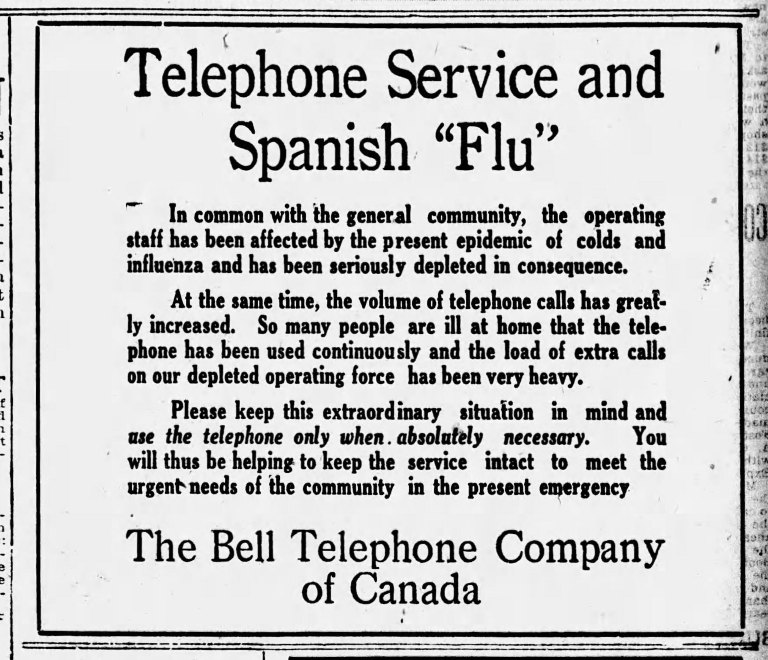 Telephone Service and
Spanish "Flu"
In common with the general community, the operating
staff has been affected by the present epidemic of colds and
influenza and has been seriously depleted in consequence.
At the same time, the volume of telephone calls has great-
ly increased. So many people are ill at home that the tele-
phone has been used continuously and the load of extra calls
on our depleted operating force has been very heavy.
Please keep this extraordinary situation in mind and
use the telephone only when absolutely necessary. You
will thus be helping to keep the service intact to meet the
urgent needs of the community in the present emergency
The Bell Telephone Company
of Canada